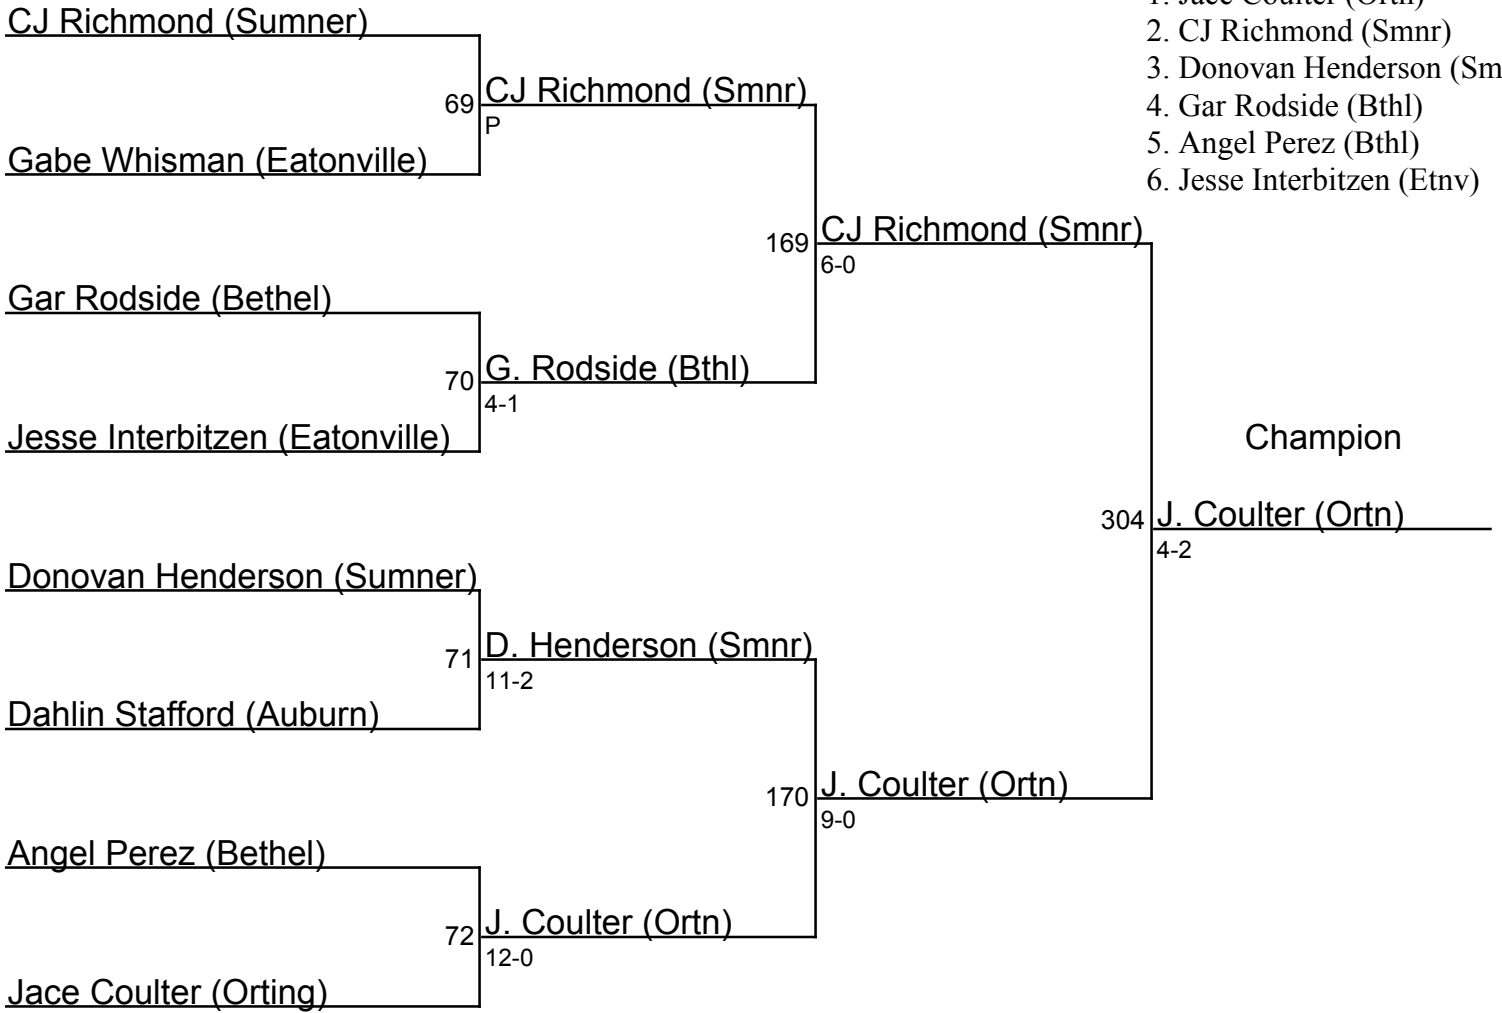 1. Jace Coulter (Ortn)
CJ Richmond (Sumner)
2. CJ Richmond (Smnr)
3. Donovan Henderson (Sm
69 CJ Richmond (Smnr)
P
4. Gar Rodside (Bthl)
5. Angel Perez (Bthl)
Gabe Whisman (Eatonville)
6. Jesse Interbitzen (Etnv)
169 CJ Richmond (Smnr)
6-0
Gar Rodside (Bethel)
70 G. Rodside (Bthl)
4-1
Jesse Interbitzen (Eatonville)
Champion
304 J. Coulter (Ortn)
4-2
Donovan Henderson (Sumner)
71 D. Henderson (Smnr)
11-2
Dahlin Stafford (Auburn)
170 J. Coulter (Ortn)
9-0
Angel Perez (Bethel)
72 J. Coulter (Ortn)
12-0
Jace Coulter (Orting)